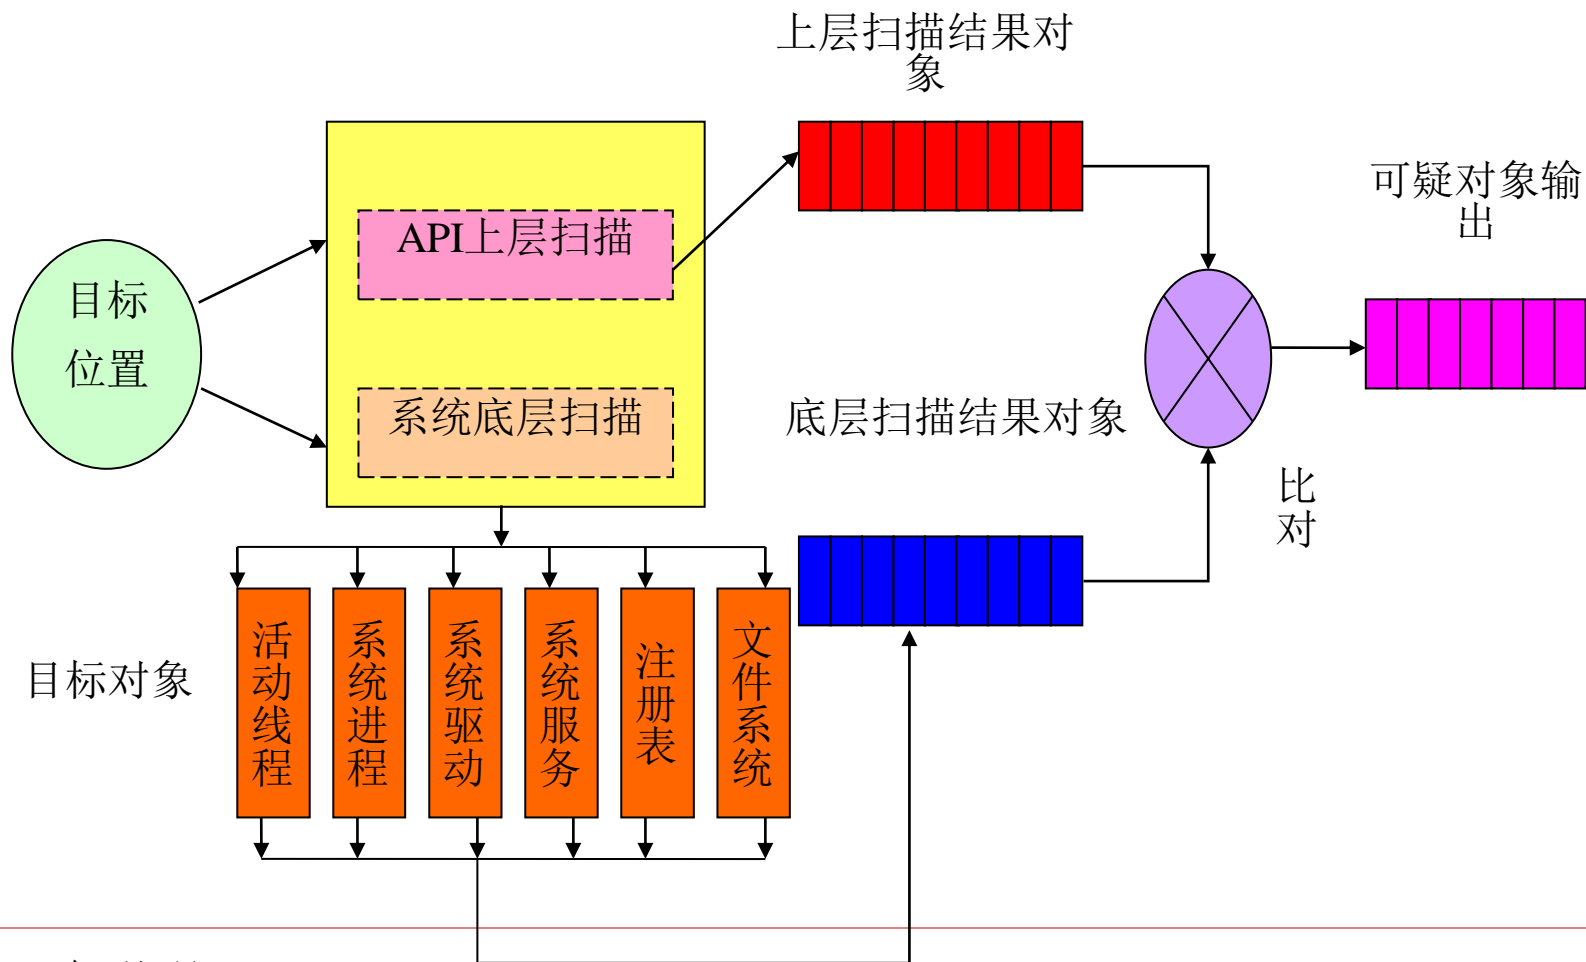 上层扫描结果对
象
可疑对象输
出
API上层扫描
目标
位置
系统底层扫描
底层扫描结果对象
比
对
目标对象
活动线程
系统进程
系统驱动
系统服务
注册表
文件系统